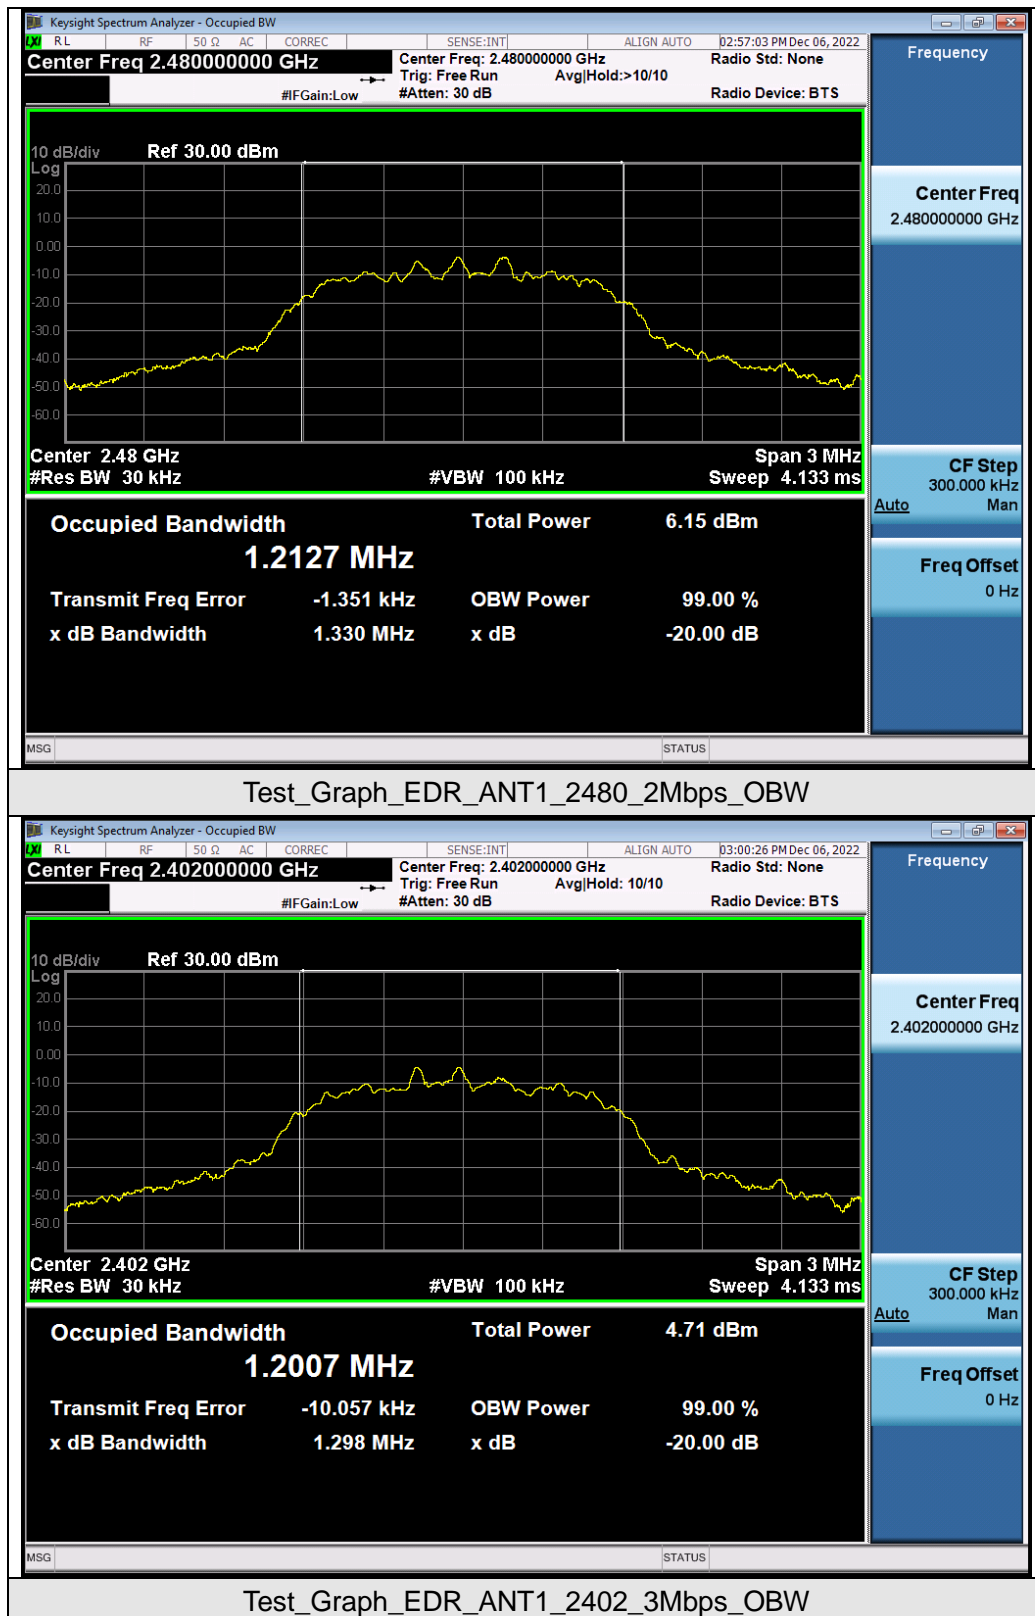 Keysight Spectrum Analyzer - Occupied BW
LXI RL RF 50 Ω AC CORREC SENSE:INT ALIGN AUTO 02:57:03 PM Dec 06, 2022
Center Freq 2.480000000 GHz
Center Freq: 2.480000000 GHz
Radio Std: None
Trig: Free Run Avg|Hold:>10/10
#IFGain:Low
#Atten: 30 dB
Radio Device: BTS
Frequency
10 dB/div Ref 30.00 dBm
Log
20.0
10.0
0.00
-10.0
-20.0
-30.0
-40.0
-50.0
-60.0
Center Freq
2.480000000 GHz
Center 2.48 GHz Span 3 MHz
#Res BW 30 kHz #VBW 100 kHz Sweep 4.133 ms
CF Step
300.000 kHz
Auto Man
Freq Offset
0 Hz
Occupied Bandwidth Total Power 6.15 dBm
1.2127 MHz
Transmit Freq Error -1.351 kHz OBW Power 99.00 %
x dB Bandwidth 1.330 MHz x dB -20.00 dB
MSG STATUS
Test_Graph_EDR_ANT1_2480_2Mbps_OBW
Keysight Spectrum Analyzer - Occupied BW
LXI RL RF 50 Ω AC CORREC SENSE:INT ALIGN AUTO 03:00:26 PM Dec 06, 2022
Center Freq 2.402000000 GHz
Center Freq: 2.402000000 GHz
Radio Std: None
Trig: Free Run Avg|Hold: 10/10
#IFGain:Low
#Atten: 30 dB
Radio Device: BTS
Frequency
10 dB/div Ref 30.00 dBm
Log
20.0
10.0
0.00
-10.0
-20.0
-30.0
-40.0
-50.0
-60.0
Center Freq
2.402000000 GHz
Center 2.402 GHz Span 3 MHz
#Res BW 30 kHz #VBW 100 kHz Sweep 4.133 ms
CF Step
300.000 kHz
Auto Man
Freq Offset
0 Hz
Occupied Bandwidth Total Power 4.71 dBm
1.2007 MHz
Transmit Freq Error -10.057 kHz OBW Power 99.00 %
x dB Bandwidth 1.298 MHz x dB -20.00 dB
MSG STATUS
Test_Graph_EDR_ANT1_2402_3Mbps_OBW